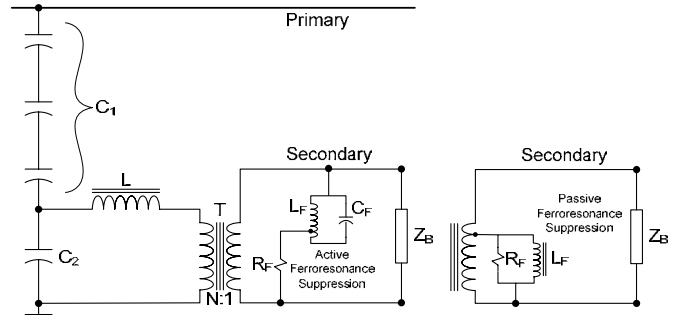 Primary
C1
L
Secondary
T
LF
CF
ZB
C2
RF
Active
Ferroresonance
Suppression
N:1
Secondary
Passive
Ferroresonance
Suppression
RF
LF
ZB